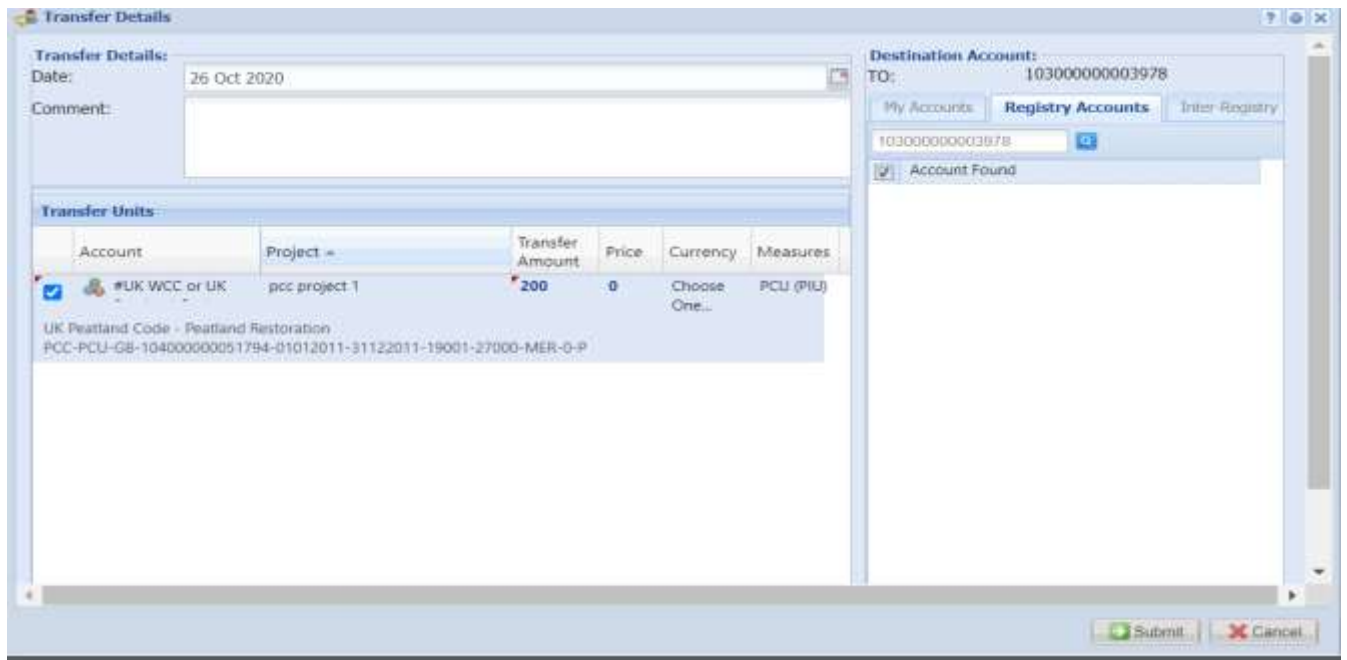 Transfer Details
Transfer Details:
Date: 26 Oct 2020
Comment:
Transfer Units
Account Project Transfer Amount Price Currency Measures
#UK WCC or UK pcc project 1 200 0 Choose One... PCU (PIU)
UK Peatland Code - Peatland Restoration
PCC-PCU-GB-104000000051794-01012011-31122011-19001-27000-MER-0-P
Destination Account:
TO: 103000000003978
My Accounts Registry Accounts Inter-Registry
103000000003978
Account Found
Submit Cancel